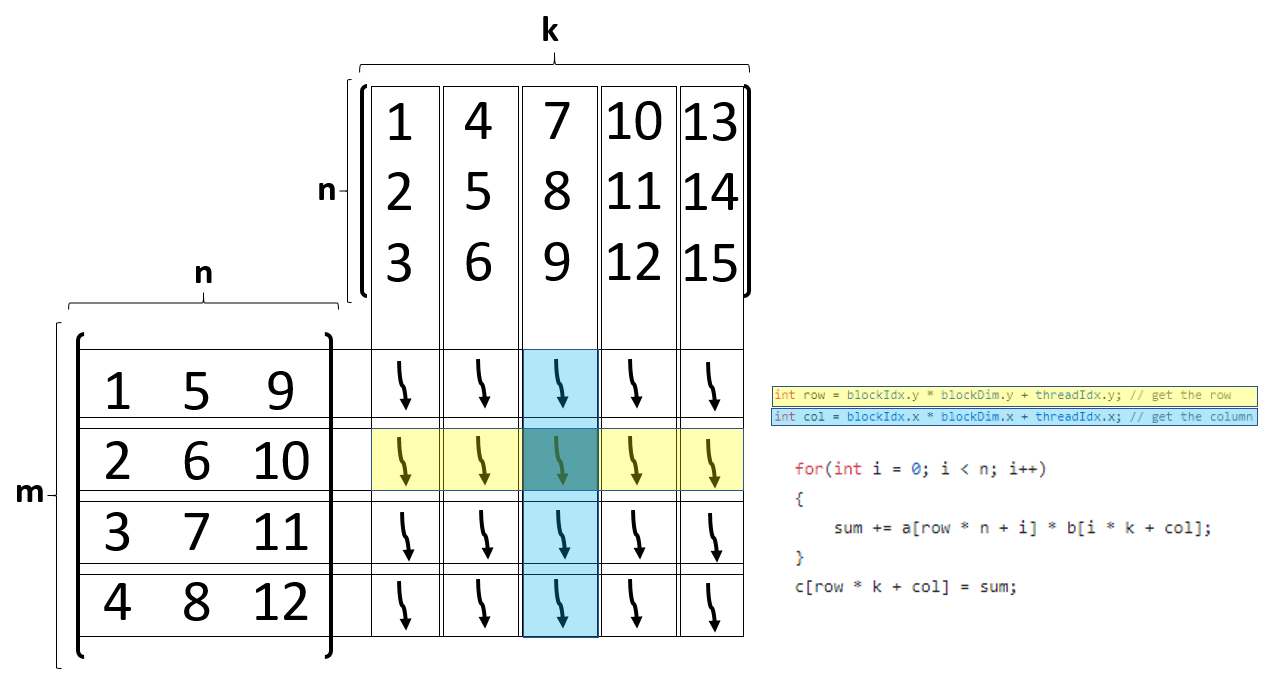 k
n
1 4 7 10 13
2 5 8 11 14
3 6 9 12 15
n
m
1 5 9
2 6 10
3 7 11
4 8 12
int row = blockIdx.y * blockDim.y + threadIdx.y; // get the row
int col = blockIdx.x * blockDim.x + threadIdx.x; // get the column
for(int i = 0; i < n; i++)
{
sum += a[row * n + i] * b[i * k + col];
}
c[row * k + col] = sum;